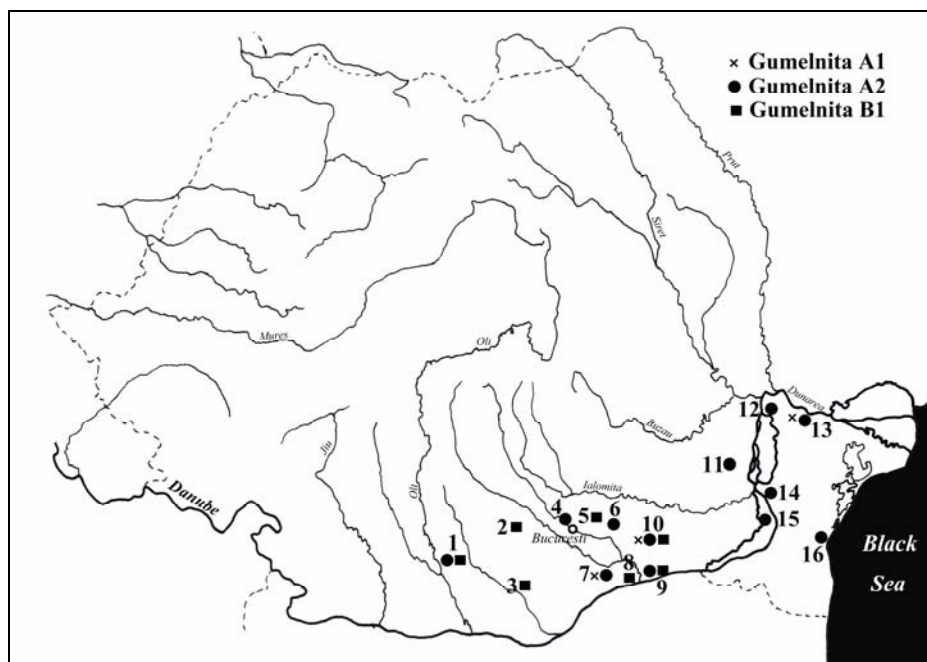 × Gumelnita A1
● Gumelnita A2
■ Gumelnita B1
Prut
Siret
Mures
Olt
Dunarea
12
13
Buzau
11
Jiu
Olt
Ialomita
14
Danube
4
5
6
15
2
10
Bucuresti
16
Black
Sea
1
7
8
9
3